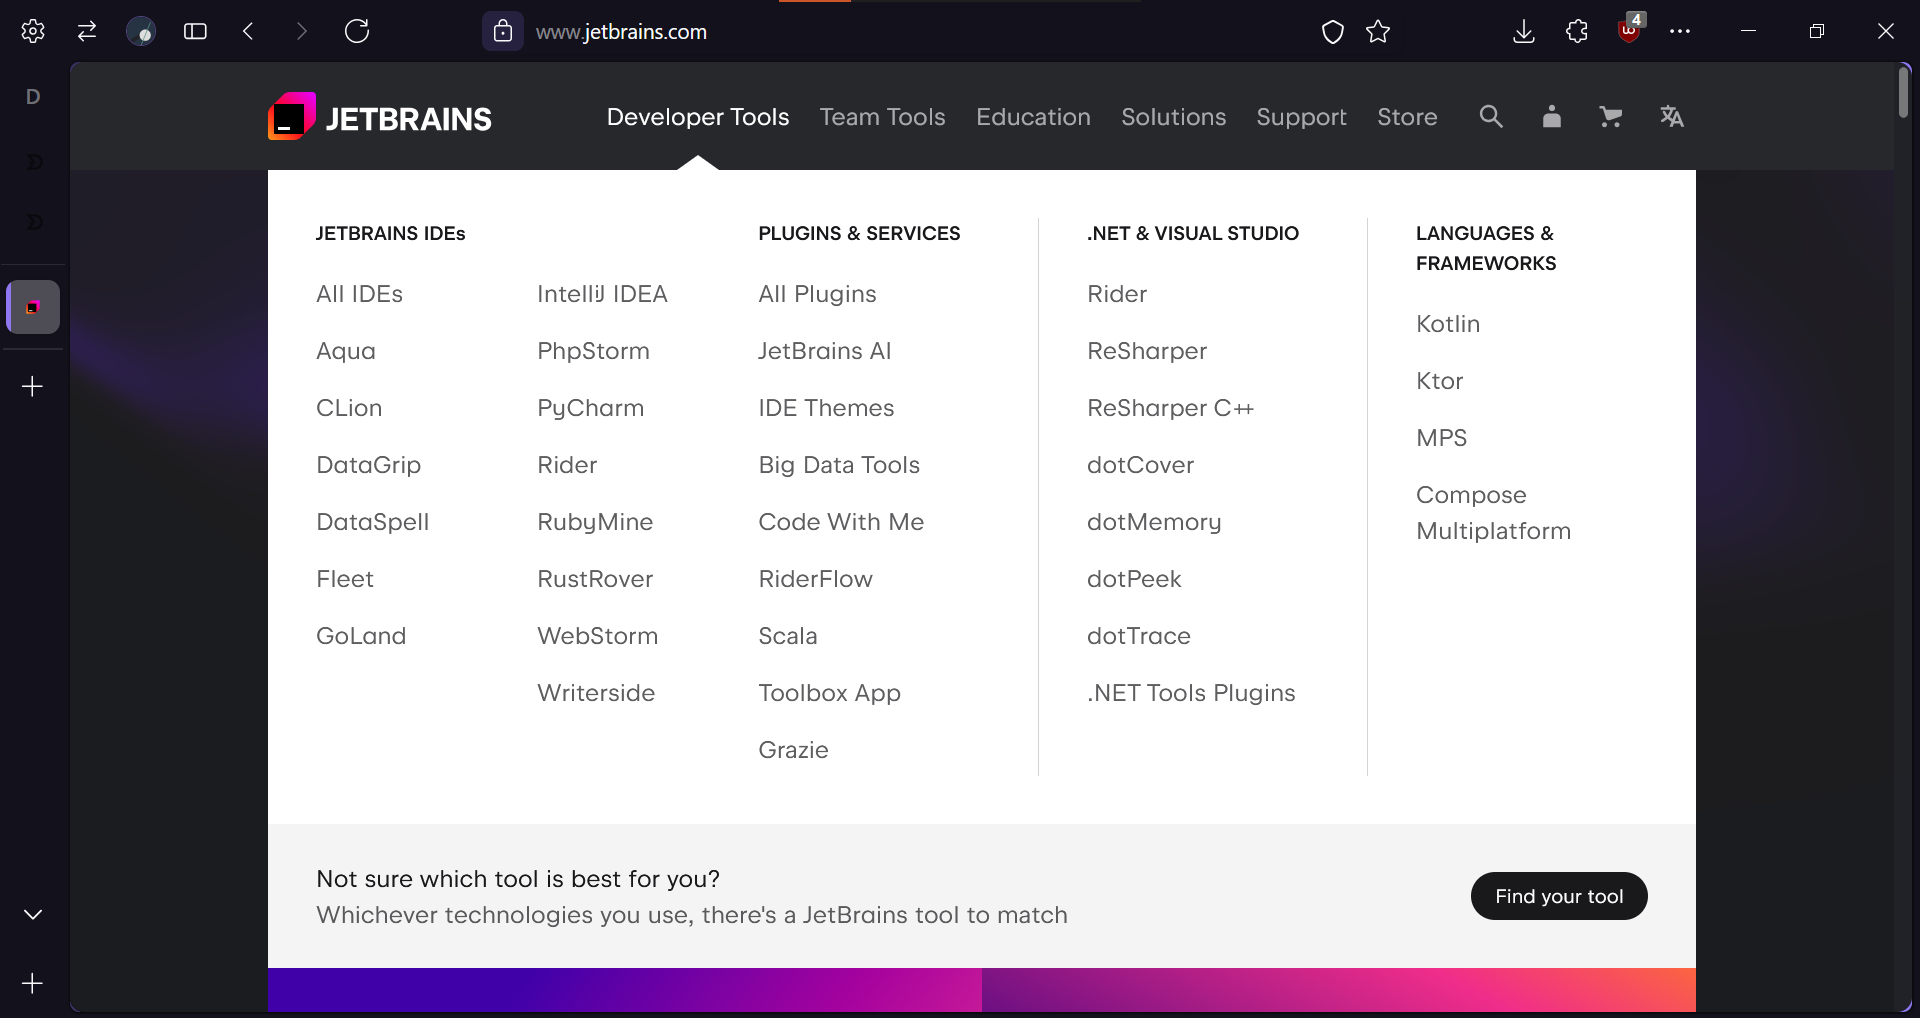 www.jetbrains.com
4
D
JETBRAINS
Developer Tools
Team Tools
Education
Solutions
Support
Store
JETBRAINS IDEs
All IDEs
Aqua
CLion
DataGrip
DataSpell
Fleet
GoLand
IntelliJ IDEA
PhpStorm
PyCharm
Rider
RubyMine
RustRover
WebStorm
Writerside
PLUGINS & SERVICES
All Plugins
JetBrains AI
IDE Themes
Big Data Tools
Code With Me
RiderFlow
Scala
Toolbox App
Grazie
.NET & VISUAL STUDIO
Rider
ReSharper
ReSharper C++
dotCover
dotMemory
dotPeek
dotTrace
.NET Tools Plugins
LANGUAGES &
FRAMEWORKS
Kotlin
Ktor
MPS
Compose
Multiplatform
Not sure which tool is best for you?
Whichever technologies you use, there's a JetBrains tool to match
Find your tool